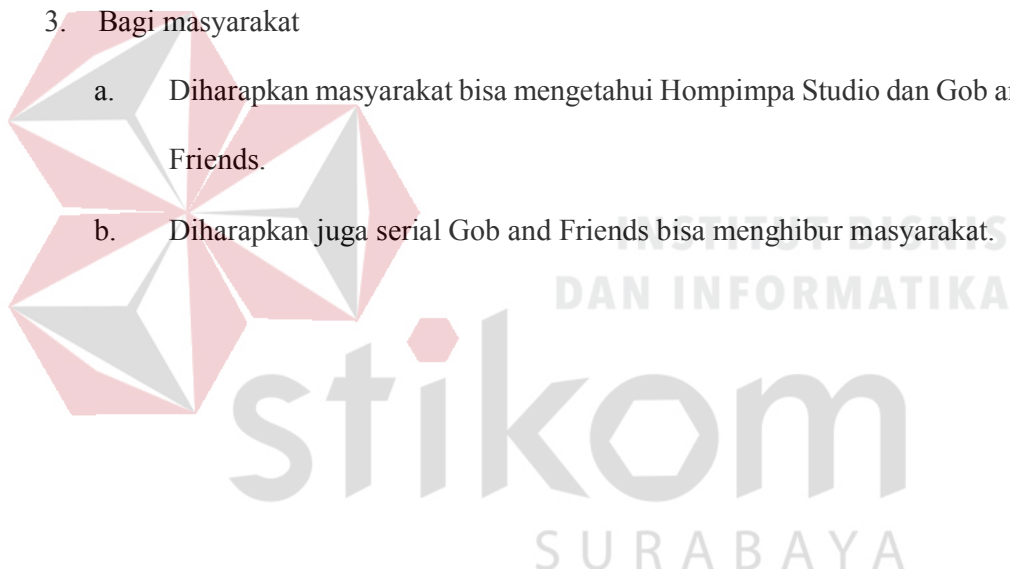 3. Bagi masyarakat
a. Diharapkan masyarakat bisa mengetahui Hompimpa Studio dan Gob
Friends.
b. Diharapkan juga serial Gob and Friends bisa menghibur masyarakat.
INSTITUT BISNIS
DAN INFORMATIKA
stikom
SURABAYA